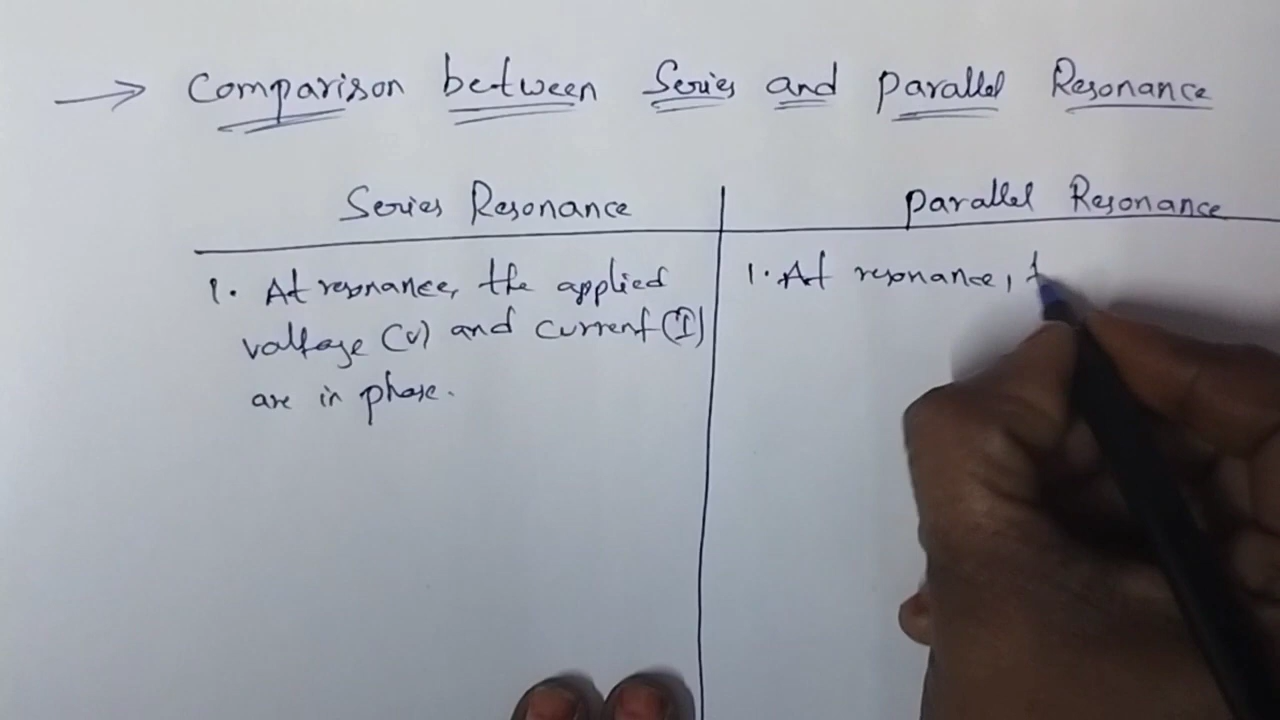 → Comparison between Series and parallel Resonance
Series Resonance
parallel Resonance
1. At resonance, the applied
voltage (V) and current (I)
are in phase.
1. At resonance, t